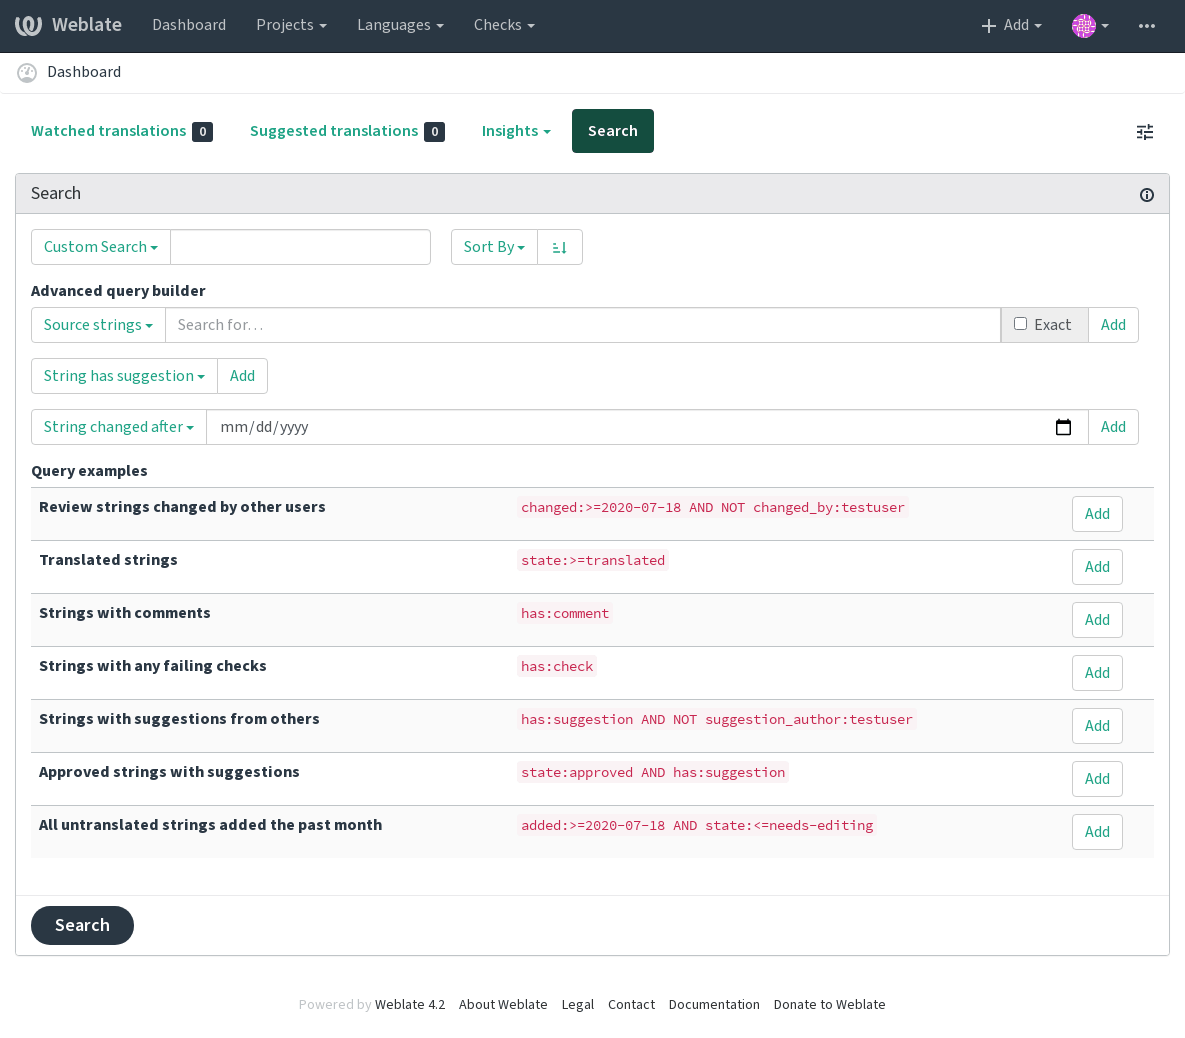 Weblate Dashboard Projects Languages Checks Add
Dashboard
Watched translations 0 Suggested translations 0 Insights Search
Search
Custom Search Sort By
Advanced query builder
Source strings Search for… Exact Add
String has suggestion Add
String changed after mm/dd/yyyy Add
Query examples
Review strings changed by other users changed:>=2020-07-18 AND NOT changed_by:testuser Add
Translated strings state:>=translated Add
Strings with comments has:comment Add
Strings with any failing checks has:check Add
Strings with suggestions from others has:suggestion AND NOT suggestion_author:testuser Add
Approved strings with suggestions state:approved AND has:suggestion Add
All untranslated strings added the past month added:>=2020-07-18 AND state:<=needs-editing Add
Search
Powered by Weblate 4.2 About Weblate Legal Contact Documentation Donate to Weblate